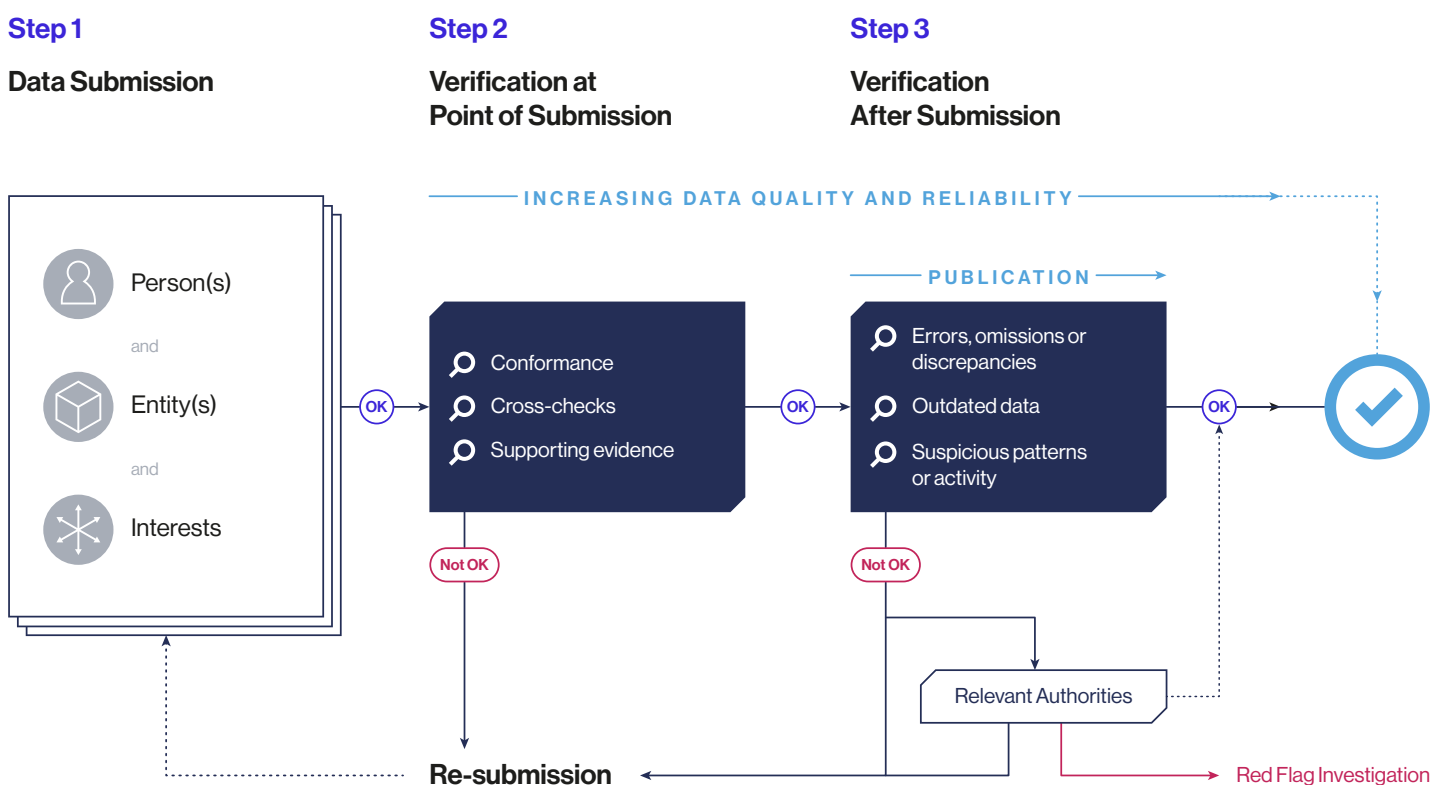 Step 1
Data Submission
Step 2
Verification at
Point of Submission
Step 3
Verification
After Submission
INCREASING DATA QUALITY AND RELIABILITY
PUBLICATION
Person(s)
and
Entity(s)
and
Interests
OK
Conformance
Cross-checks
Supporting evidence
OK
Errors, omissions or
discrepancies
Outdated data
Suspicious patterns
or activity
OK
Not OK
Not OK
Relevant Authorities
Re-submission
Red Flag Investigation